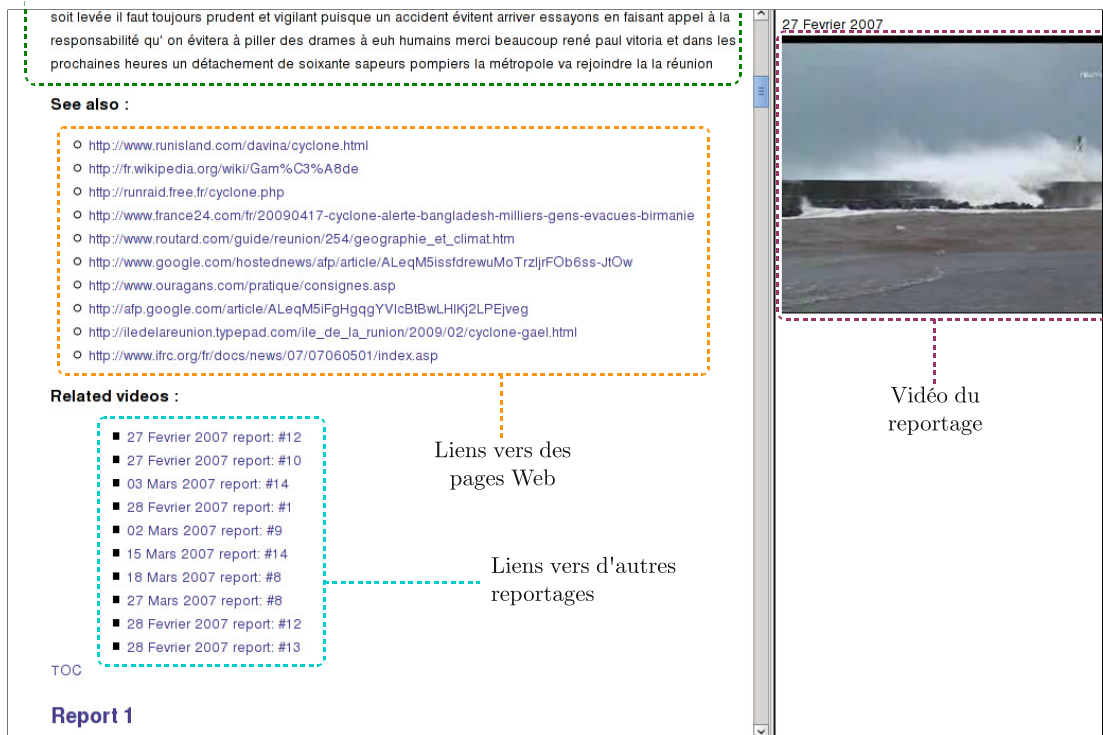 soit levée il faut toujours prudent et vigilant puisque un accident évitent arriver essayons en faisant appel à la
responsabilité qu' on évitera à piller des drames à euh humains merci beaucoup rené paul vitoria et dans les
prochaines heures un détachement de soixante sapeurs pompiers la métropole va rejoindre la la réunion
See also :
http://www.runisland.com/davina/cyclone.html
http://fr.wikipedia.org/wiki/Gam%C3%A8de
http://runraid.free.fr/cyclone.php
http://www.france24.com/fr/20090417-cyclone-alerte-bangladesh-milliers-gens-evacues-birmanie
http://www.routard.com/guide/reunion/254/geographie_et_climat.htm
http://www.google.com/hostednews/afp/article/ALeqM5issfdrewuMoTrzljrFOb6ss-JtOw
http://www.ouragans.com/pratique/consignes.asp
http://afp.google.com/article/ALeqM5iFgHgqgYVIcBtBwLHlKj2LPEjveg
http://iledelareunion.typepad.com/ile_de_la_runion/2009/02/cyclone-gael.html
http://www.ifrc.org/fr/docs/news/07/07060501/index.asp
Related videos :
27 Fevrier 2007 report: #12
27 Fevrier 2007 report: #10
03 Mars 2007 report: #14
28 Fevrier 2007 report: #1
02 Mars 2007 report: #9
15 Mars 2007 report: #14
18 Mars 2007 report: #8
27 Mars 2007 report: #8
28 Fevrier 2007 report: #12
28 Fevrier 2007 report: #13
TOC
Report 1
Liens vers des
pages Web
Liens vers d'autres
reportages
27 Fevrier 2007
Vidéo du
reportage